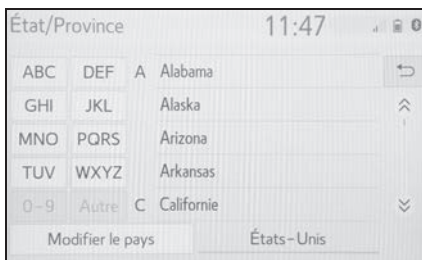 État/Province 11:47 0
ABC DEF A Alabama
GHI JKL Alaska
MNO PQRS Arizona
TUV WXYZ Arkansas
0-9 Autre C Californie
Modifier le pays États-Unis